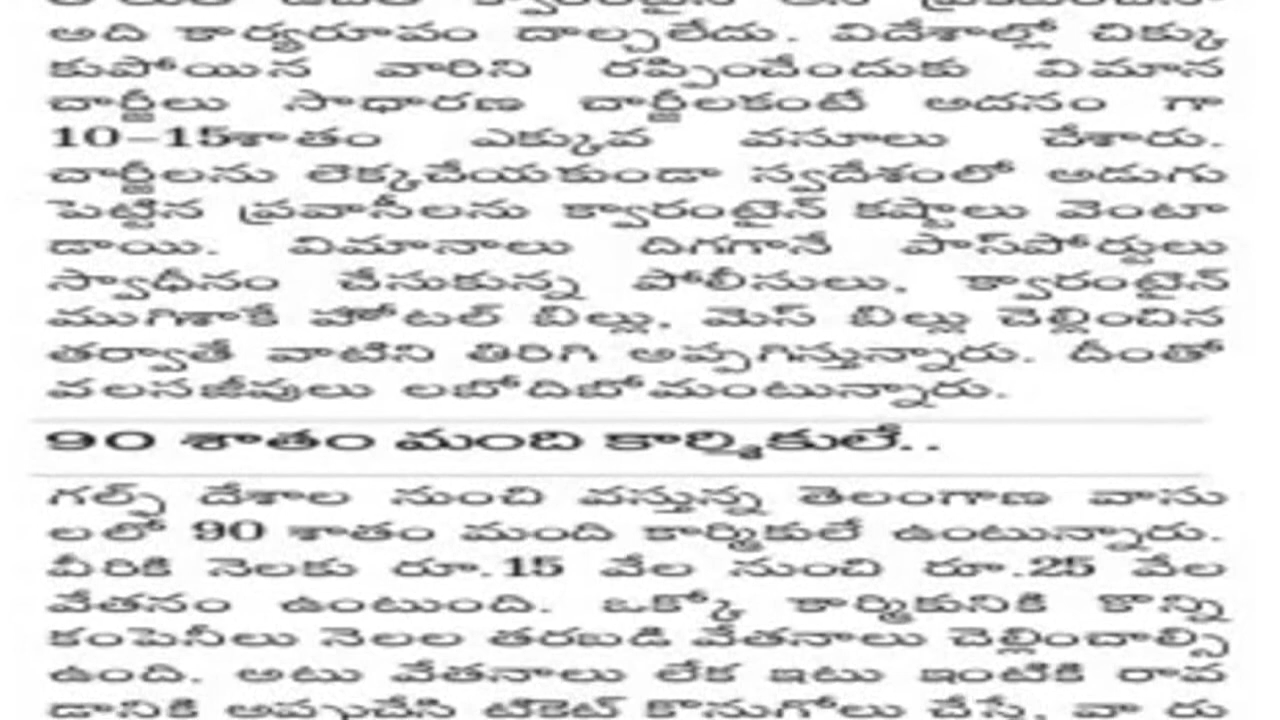 అది కార్యరూపం దాల్చలేదు. విదేశాల్లో చిక్కు
కుపోయిన వారిని రప్పించేందుకు విమాన
చార్జీలు సాధారణ చార్జీలకంటే అదనం గా
10-15శాతం ఎక్కువ వసూలు చేశారు.
చార్జీలను లెక్కచేయకుండా స్వదేశంలో అడుగు
పెట్టిన ప్రవాసీలను క్వారంటైన్ కష్టాలు వెంటా
డాయి. విమానాలు దిగగానే పాస్‌పోర్టులు
స్వాధీనం చేసుకున్న పోలీసులు, క్వారంటైన్
ముగిశాకే హోటల్ బిల్లు, మెస్ బిల్లు చెల్లించిన
తర్వాతే వాటిని తిరిగి అప్పగిస్తున్నారు. దీంతో
వలసజీవులు లబోదిబోమంటున్నారు.
90 శాతం మంది కార్మికులే..
గల్ఫ్ దేశాల నుంచి వస్తున్న తెలంగాణ వాసు
లలో 90 శాతం మంది కార్మికులే ఉంటున్నారు.
వీరికి నెలకు రూ.15 వేల నుంచి రూ.25 వేల
వేతనం ఉంటుంది. ఒక్కో కార్మికునికి కొన్ని
కంపెనీలు నెలల తరబడి వేతనాలు చెల్లించాల్సి
ఉంది. అటు వేతనాలు లేక ఇటు ఇంటికి రావ
డానికి అప్పుచేసి టికెట్ కొనుగోలు చేస్తే, వా రు